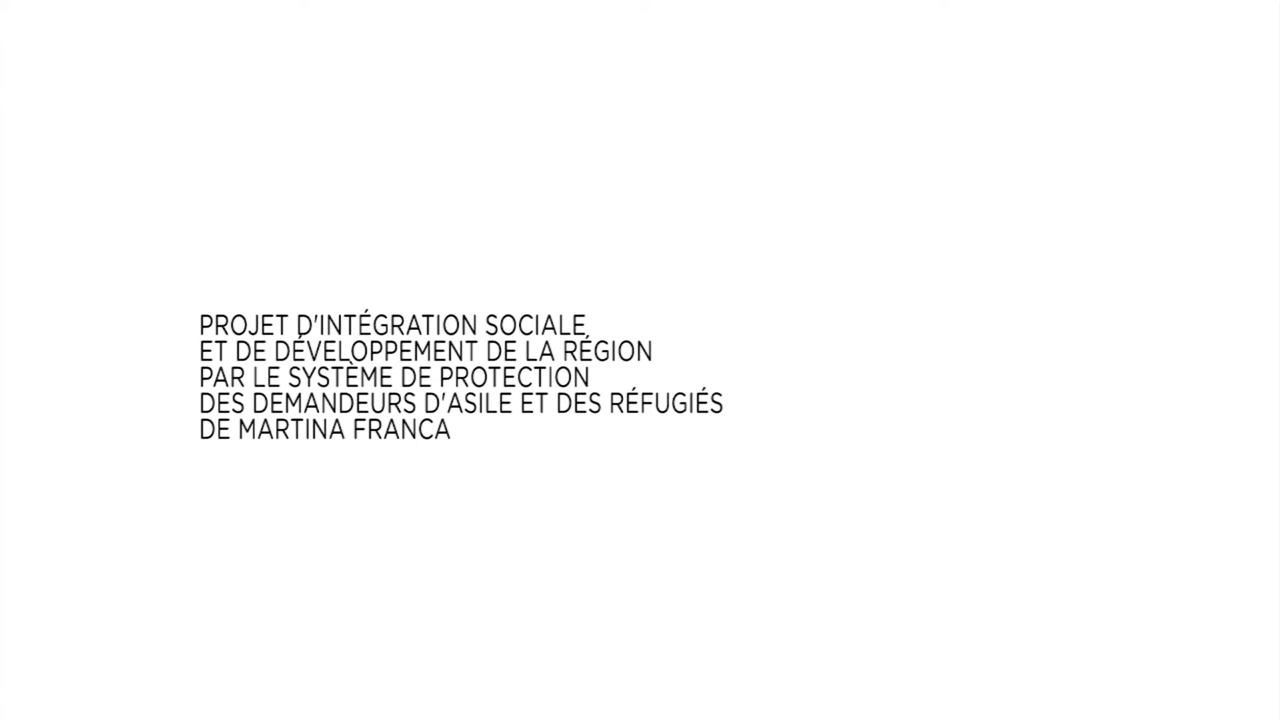 PROJET D'INTÉGRATION SOCIALE
ET DE DÉVELOPPEMENT DE LA RÉGION
PAR LE SYSTÈME DE PROTECTION
DES DEMANDEURS D'ASILE ET DES RÉFUGIÉS
DE MARTINA FRANCA